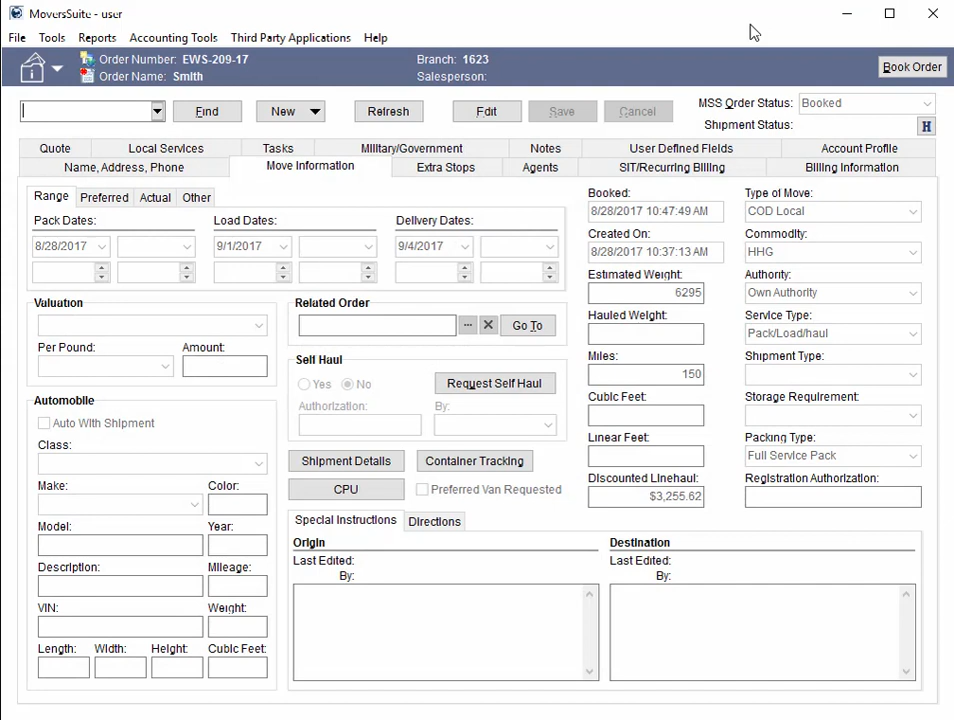 MoversSuite - user
File Tools Reports Accounting Tools Third Party Applications Help
Order Number: EWS-209-17 Branch: 1623
Order Name: Smith Salesperson:
Book Order
Find New Refresh Edit Save Cancel
MSS Order Status: Booked
Shipment Status: H
Quote Local Services Tasks Military/Government Notes User Defined Fields Account Profile
Name, Address, Phone Move Information Extra Stops Agents SIT/Recurring Billing Billing Information
Range Preferred Actual Other
Pack Dates: Load Dates: Delivery Dates:
8/28/2017 9/1/2017 9/4/2017
Valuation
Per Pound: Amount:
Automobile
Auto With Shipment
Class:
Make: Color:
Model: Year:
Description: Mileage:
VIN: Weight:
Length: Width: Height: Cubic Feet:
Related Order
... Go To
Self Haul
Yes No Request Self Haul
Authorization: By:
Shipment Details Container Tracking
CPU Preferred Van Requested
Special Instructions Directions
Origin Destination
Last Edited: Last Edited:
By: By:
Booked: Type of Move:
8/28/2017 10:47:49 AM COD Local
Created On: Commodity:
8/28/2017 10:37:13 AM HHG
Estimated Weight: Authority:
6295 Own Authority
Hauled Weight: Service Type:
Pack/Load/haul
Miles: Shipment Type:
150
Cubic Feet: Storage Requirement:
Linear Feet: Packing Type:
Full Service Pack
Discounted Linehaul: Registration Authorization:
$3,255.62